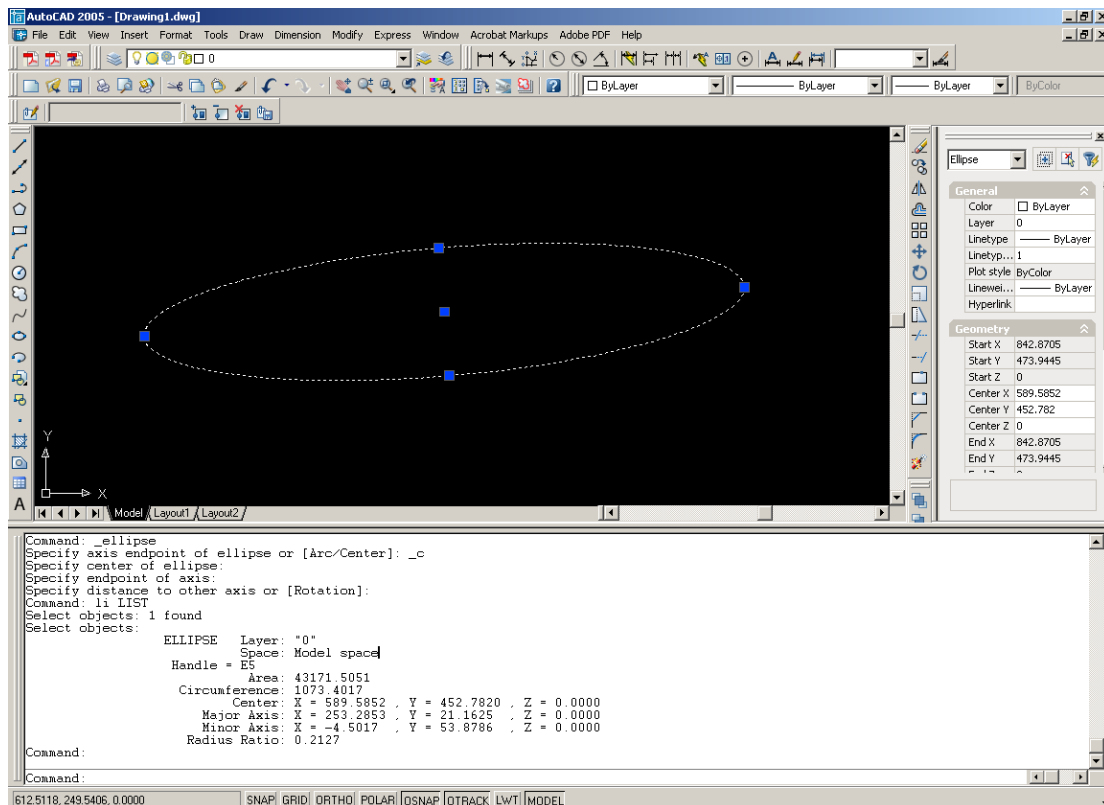 AutoCAD 2005 - [Drawing1.dwg]
File Edit View Insert Format Tools Draw Dimension Modify Express Window Acrobat Markups Adobe PDF Help
0
ByLayer ByLayer ByLayer ByColor
Ellipse
General
Color ByLayer
Layer 0
Linetype ByLayer
Linetyp... 1
Plot style ByColor
Linewei... ByLayer
Hyperlink
Geometry
Start X 842.8705
Start Y 473.9445
Start Z 0
Center X 589.5852
Center Y 452.782
Center Z 0
End X 842.8705
End Y 473.9445
Y
X
A
Model Layout1 Layout2
Command: _ellipse
Specify axis endpoint of ellipse or [Arc/Center]: _c
Specify center of ellipse:
Specify endpoint of axis:
Specify distance to other axis or [Rotation]:
Command: li LIST
Select objects: 1 found
Select objects:
ELLIPSE Layer: "0"
Space: Model space
Handle = E5
Area: 43171.5051
Circumference: 1073.4017
Center: X = 589.5852 , Y = 452.7820 , Z = 0.0000
Major Axis: X = 253.2853 , Y = 21.1625 , Z = 0.0000
Minor Axis: X = -4.5017 , Y = 53.8786 , Z = 0.0000
Radius Ratio: 0.2127
Command:
Command:
612.5118, 249.5406, 0.0000 SNAP GRID ORTHO POLAR OSNAP OTRACK LWT MODEL